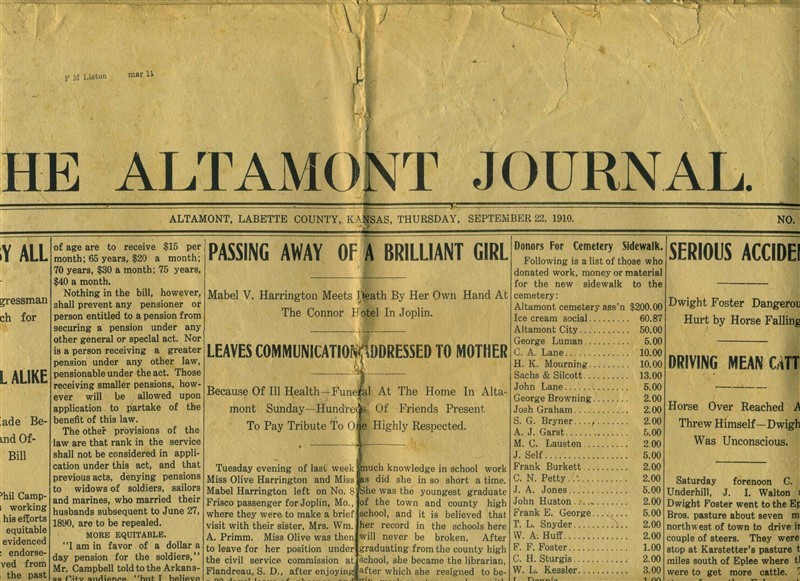 F M Liston mar 11
HE ALTAMONT JOURNAL.
ALTAMONT, LABETTE COUNTY, KANSAS, THURSDAY, SEPTEMBER 22, 1910.
NO.
Y ALL
gressman
ch for
L ALIKE
ade Be-
and Of-
Bill
Phil Camp-
working
his efforts
equitable
evidenced
endorse-
ved from
the past
of age are to receive $15 per
month; 65 years, $20 a month;
70 years, $30 a month; 75 years,
$40 a month.
Nothing in the bill, however,
shall prevent any pensioner or
person entitled to a pension from
securing a pension under any
other general or special act. Nor
is a person receiving a greater
pension under any other law,
pensionable under the act. Those
receiving smaller pensions, how-
ever will be allowed upon
application to partake of the
benefit of this law.
The other provisions of the
law are that rank in the service
shall not be considered in appli-
cation under this act, and that
previous acts, denying pensions
to widows of soldiers, sailors
and marines, who married their
husbands subsequent to June 27,
1890, are to be repealed.
MORE EQUITABLE.
"I am in favor of a dollar a
day pension for the soldiers,"
Mr. Campbell told the Arkans-
as City audience, "but I believe
PASSING AWAY OF A BRILLIANT GIRL
Mabel V. Harrington Meets Death By Her Own Hand At
The Connor Hotel In Joplin.
LEAVES COMMUNICATION ADDRESSED TO MOTHER
Because Of Ill Health—Funeral At The Home In Alta-
mont Sunday—Hundreds Of Friends Present
To Pay Tribute To One Highly Respected.
Tuesday evening of last week
Miss Olive Harrington and Miss
Mabel Harrington left on No. 8
Frisco passenger for Joplin, Mo.,
where they were to make a brief
visit with their sister, Mrs. Wm.
A. Primm. Miss Olive was then
to leave for her position under
the civil service commission at
Flandreau, S. D., after enjoying
much knowledge in school work
as did she in so short a time.
She was the youngest graduate
of the town and county high
school, and it is believed that
her record in the schools here
will never be broken. After
graduating from the county high
school, she became the librarian,
after which she resigned to be-
Donors For Cemetery Sidewalk.
Following is a list of those who
donated work, money or material
for the new sidewalk to the
cemetery:
Altamont cemetery ass'n $200.00
Ice cream social......... 60.87
Altamont City.......... 50.00
George Luman.......... 5.00
C. A. Lane............. 10.00
H. K. Mourning......... 10.00
Sachs & Silcott.......... 13.00
John Lane.............. 5.00
George Browning........ 2.00
Josh Graham............ 2.00
S. G. Bryner............ 2.00
A. J. Garst.............. 5.00
M. C. Lausten.......... 2.00
J. Self.................. 5.00
Frank Burkett........... 2.00
C. N. Petty............. 2.00
J. A. Jones.............. 5.00
John Huston............ 2.00
Frank E. George........ 5.00
T. L. Snyder............ 2.00
W. A. Huff............. 2.00
F. F. Foster............. 1.00
C. H. Sturgis........... 2.00
W. L. Kessler........... 3.00
SERIOUS ACCIDEN
Dwight Foster Dangerou
Hurt by Horse Falling
DRIVING MEAN CATT
Horse Over Reached A
Threw Himself—Dwigh
Was Unconscious.
Saturday forenoon C.
Underhill, J. I. Walton
Dwight Foster went to the Ep
Bros. pasture about seven m
northwest of town to drive i
couple of steers. They were
stop at Karstetter's pasture
miles south of Eplee where th
were to get more cattle.